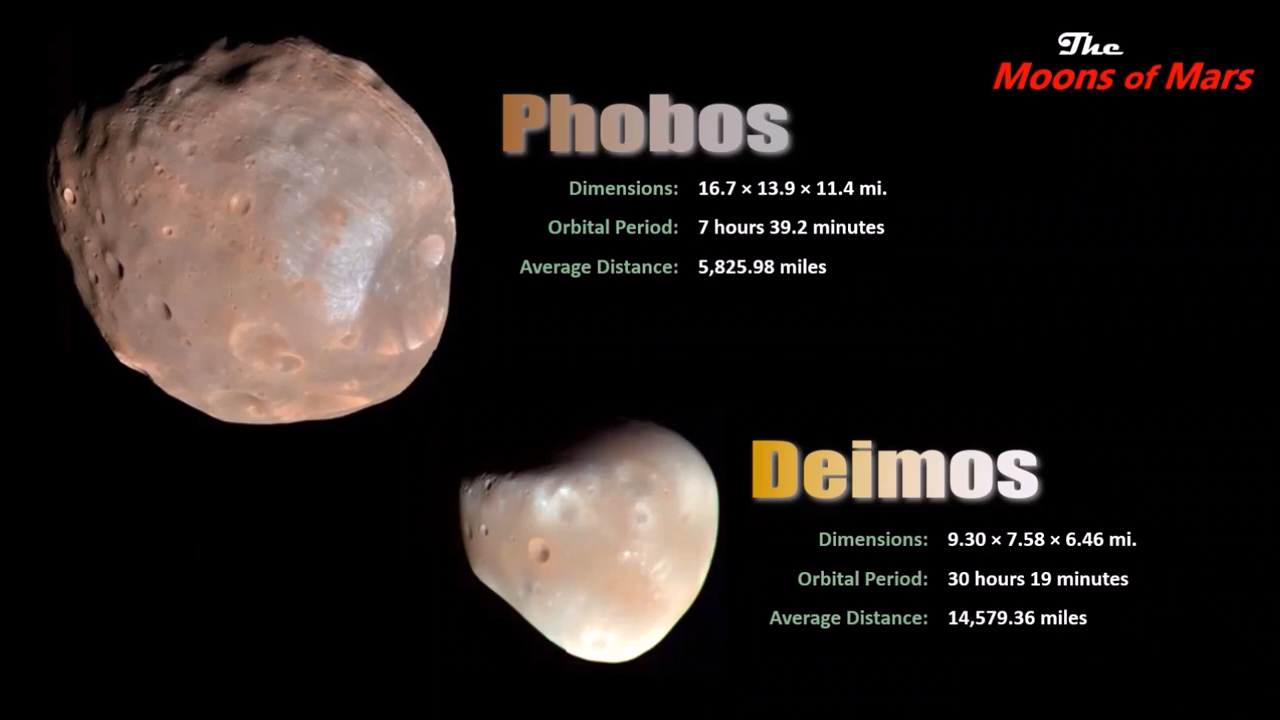 The
Moons of Mars
Phobos
Dimensions: 16.7 × 13.9 × 11.4 mi.
Orbital Period: 7 hours 39.2 minutes
Average Distance: 5,825.98 miles
Deimos
Dimensions: 9.30 × 7.58 × 6.46 mi.
Orbital Period: 30 hours 19 minutes
Average Distance: 14,579.36 miles